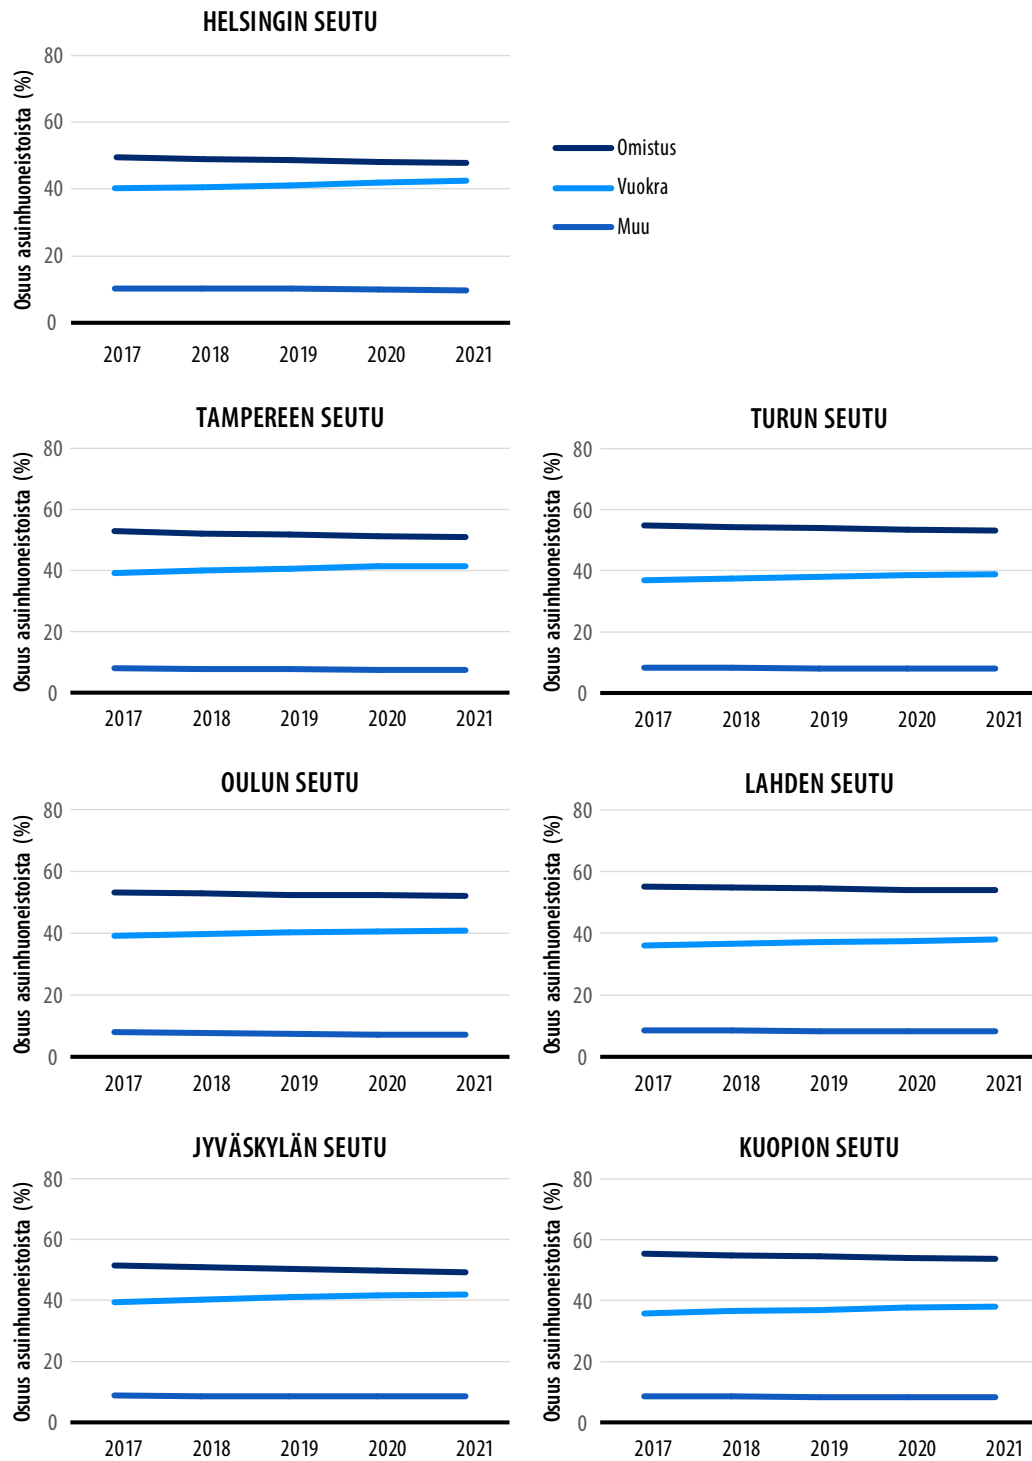 HELSINGIN SEUTU
Osuus asuinhuoneistoista (%)
80
60
40
20
0
2017 2018 2019 2020 2021
Omistus
Vuokra
Muu
TAMPEREEN SEUTU
Osuus asuinhuoneistoista (%)
80
60
40
20
0
2017 2018 2019 2020 2021
TURUN SEUTU
Osuus asuinhuoneistoista (%)
80
60
40
20
0
2017 2018 2019 2020 2021
OULUN SEUTU
Osuus asuinhuoneistoista (%)
80
60
40
20
0
2017 2018 2019 2020 2021
LAHDEN SEUTU
Osuus asuinhuoneistoista (%)
80
60
40
20
0
2017 2018 2019 2020 2021
JYVÄSKYLÄN SEUTU
Osuus asuinhuoneistoista (%)
80
60
40
20
0
2017 2018 2019 2020 2021
KUOPION SEUTU
Osuus asuinhuoneistoista (%)
80
60
40
20
0
2017 2018 2019 2020 2021